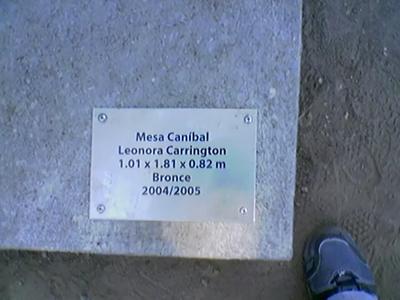 Mesa Caníbal
Leonora Carrington
1.01 x 1.81 x 0.82 m
Bronce
2004/2005